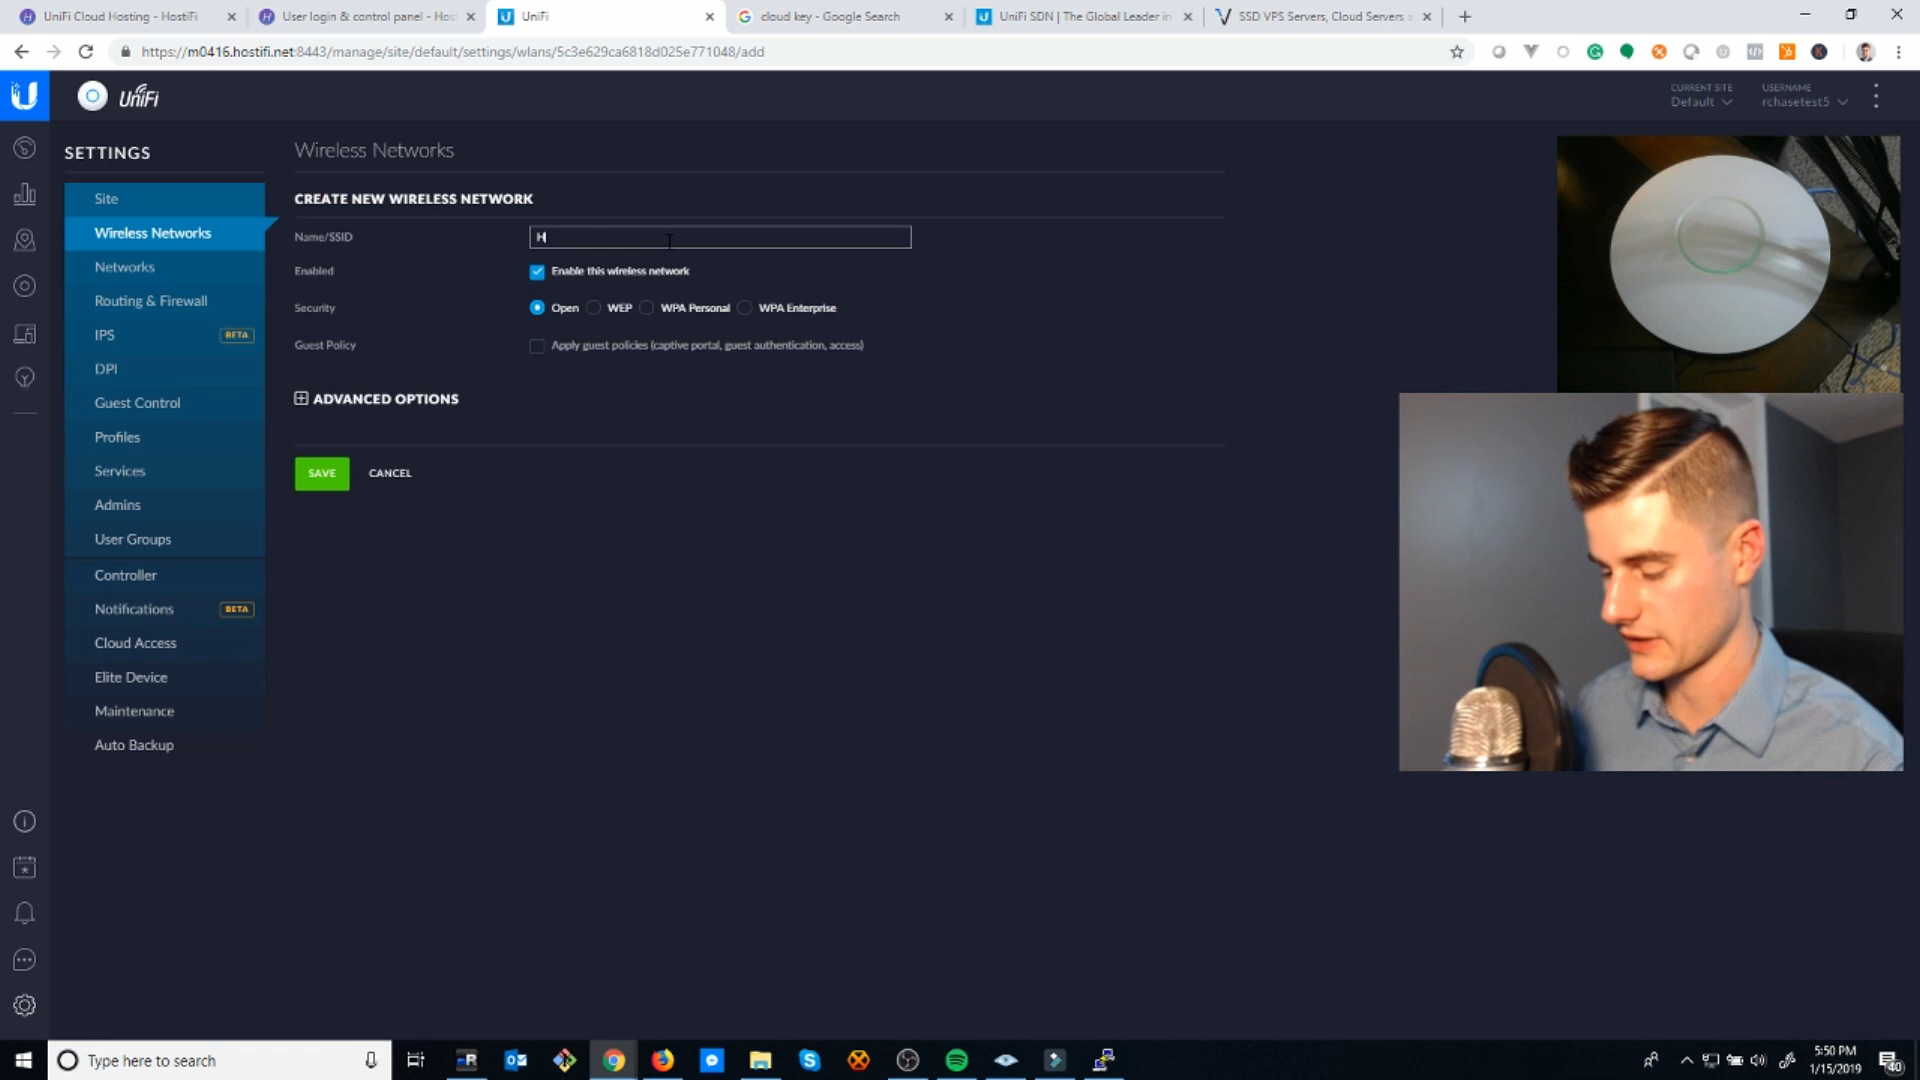 UniFi Cloud Hosting - HostiFi
User login & control panel - Host
UniFi
cloud key - Google Search
UniFi SDN | The Global Leader in
SSD VPS Servers, Cloud Servers a
https://m0416.hostifi.net:8443/manage/site/default/settings/wlans/5c3e629ca6818d025e771048/add
UniFi
CURRENT SITE
Default
USERNAME
rchasetest5
SETTINGS
Site
Wireless Networks
Networks
Routing & Firewall
IPS BETA
DPI
Guest Control
Profiles
Services
Admins
User Groups
Controller
Notifications BETA
Cloud Access
Elite Device
Maintenance
Auto Backup
Wireless Networks
CREATE NEW WIRELESS NETWORK
Name/SSID H
Enabled Enable this wireless network
Security Open WEP WPA Personal WPA Enterprise
Guest Policy Apply guest policies (captive portal, guest authentication, access)
ADVANCED OPTIONS
SAVE CANCEL
Type here to search
5:50 PM
1/15/2019
40